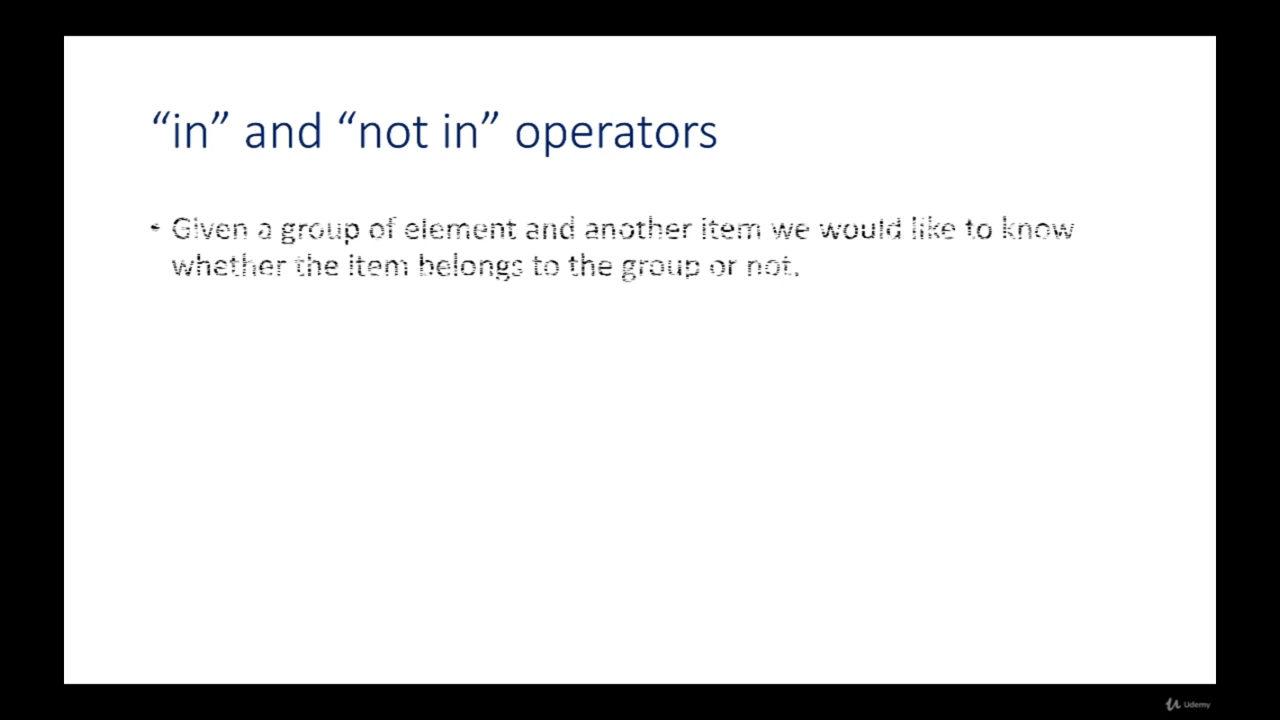 “in” and “not in” operators
• Given a group of element and another item we would like to know
whether the item belongs to the group or not.
Udemy